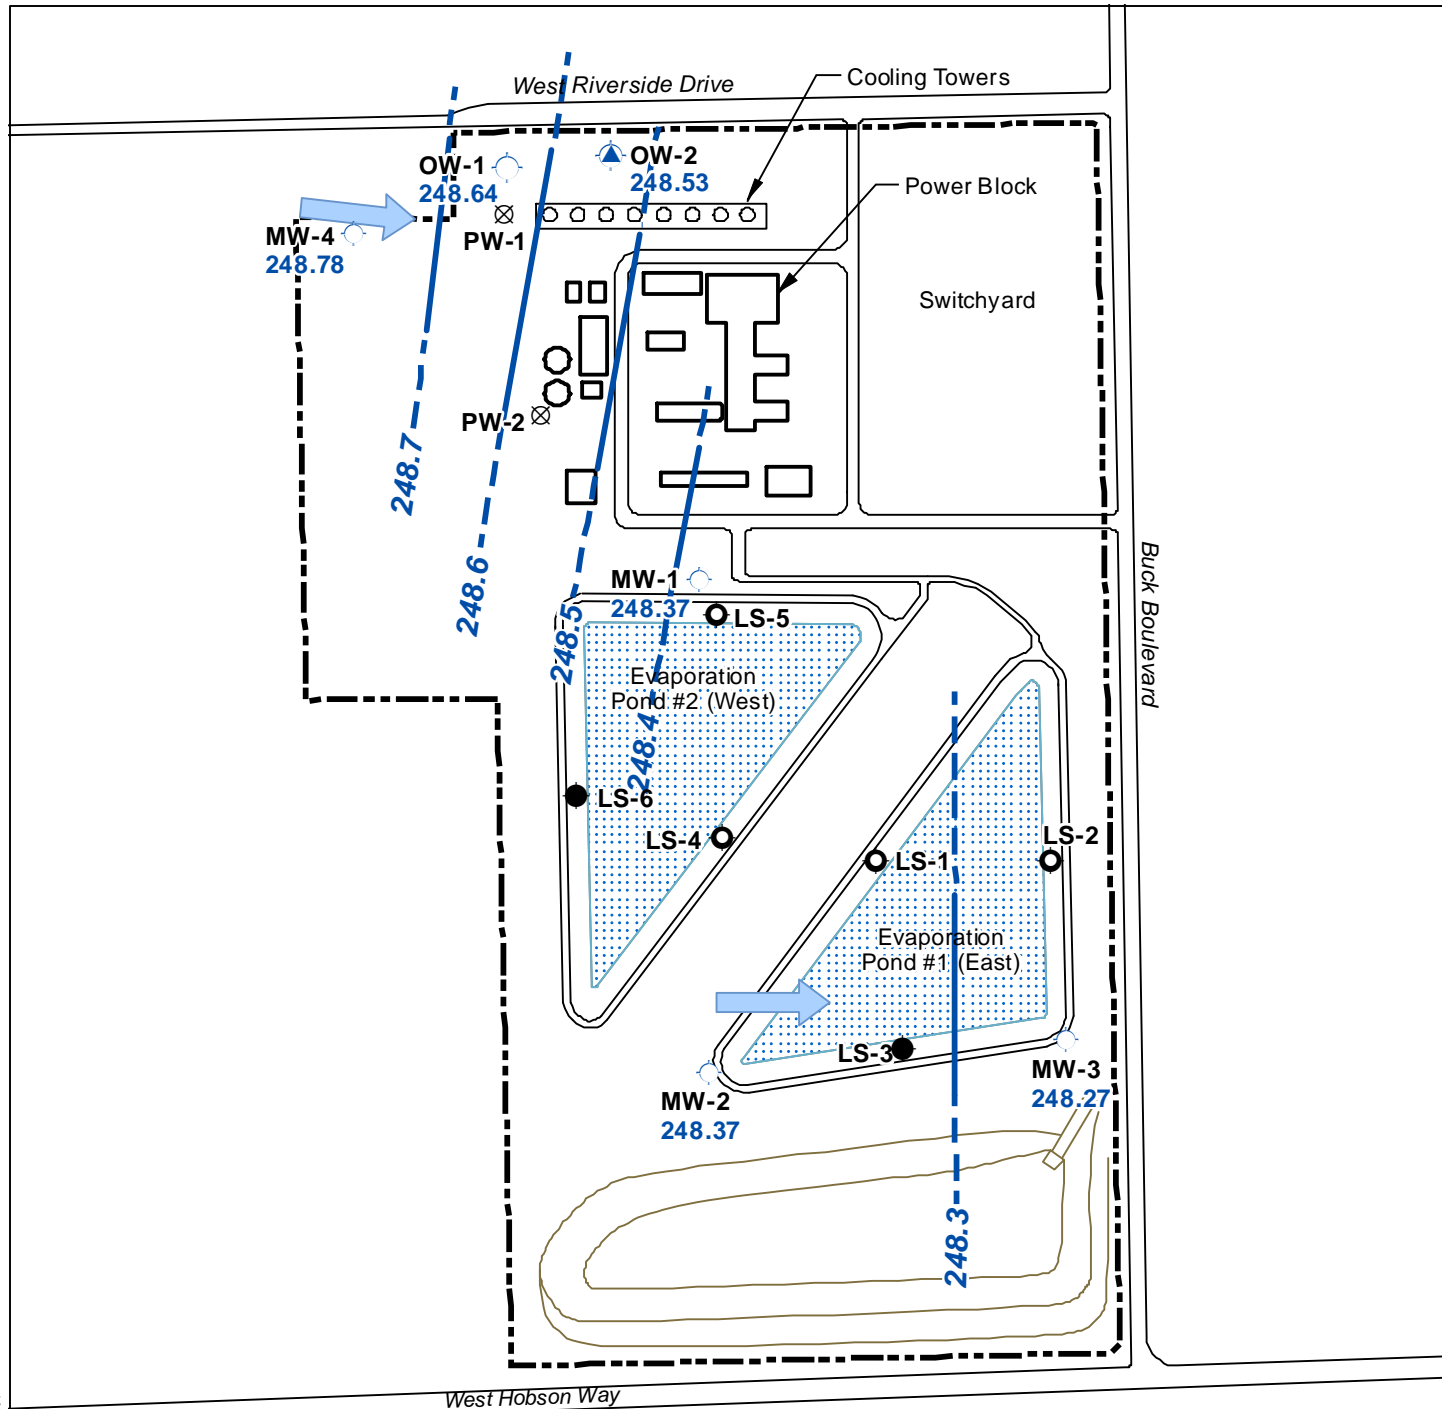 West Riverside Drive
Cooling Towers
OW-1
248.64
OW-2
248.53
Power Block
MW-4
248.78
PW-1
Switchyard
PW-2
248.7
248.6
248.5
248.4
MW-1
248.37
LS-5
Buck Boulevard
Evaporation
Pond #2 (West)
LS-6
LS-4
LS-1
LS-2
Evaporation
Pond #1 (East)
LS-3
MW-2
248.37
MW-3
248.27
248.3
West Hobson Way